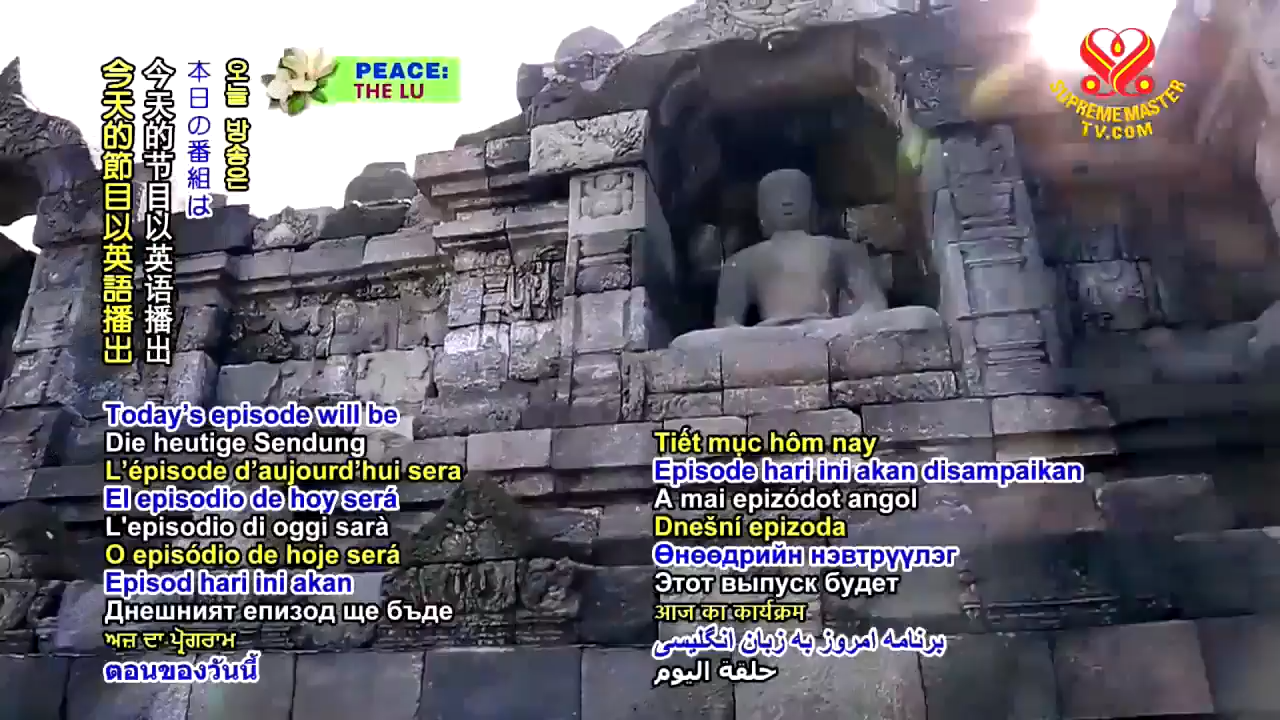 今天的節目以英語播出
今天的节目以英语播出
本日の番組は
오늘 방송은
PEACE:
THE LU
SUPREME MASTER
TV.COM
Today's episode will be
Die heutige Sendung
L'épisode d'aujourd'hui sera
El episodio de hoy será
L'episodio di oggi sarà
O episódio de hoje será
Episod hari ini akan
Днешният епизод ще бъде
ਅਜ਼ ਦਾ ਪ੍ਰੋਗਰਾਮ
ตอนของวันนี้
Tiết mục hôm nay
Episode hari ini akan disampaikan
A mai epizódot angol
Dnešní epizoda
Өнөөдрийн нэвтрүүлэг
Этот выпуск будет
आज का कार्यक्रम
برنامه امروز به زبان انگلیسی
حلقة اليوم